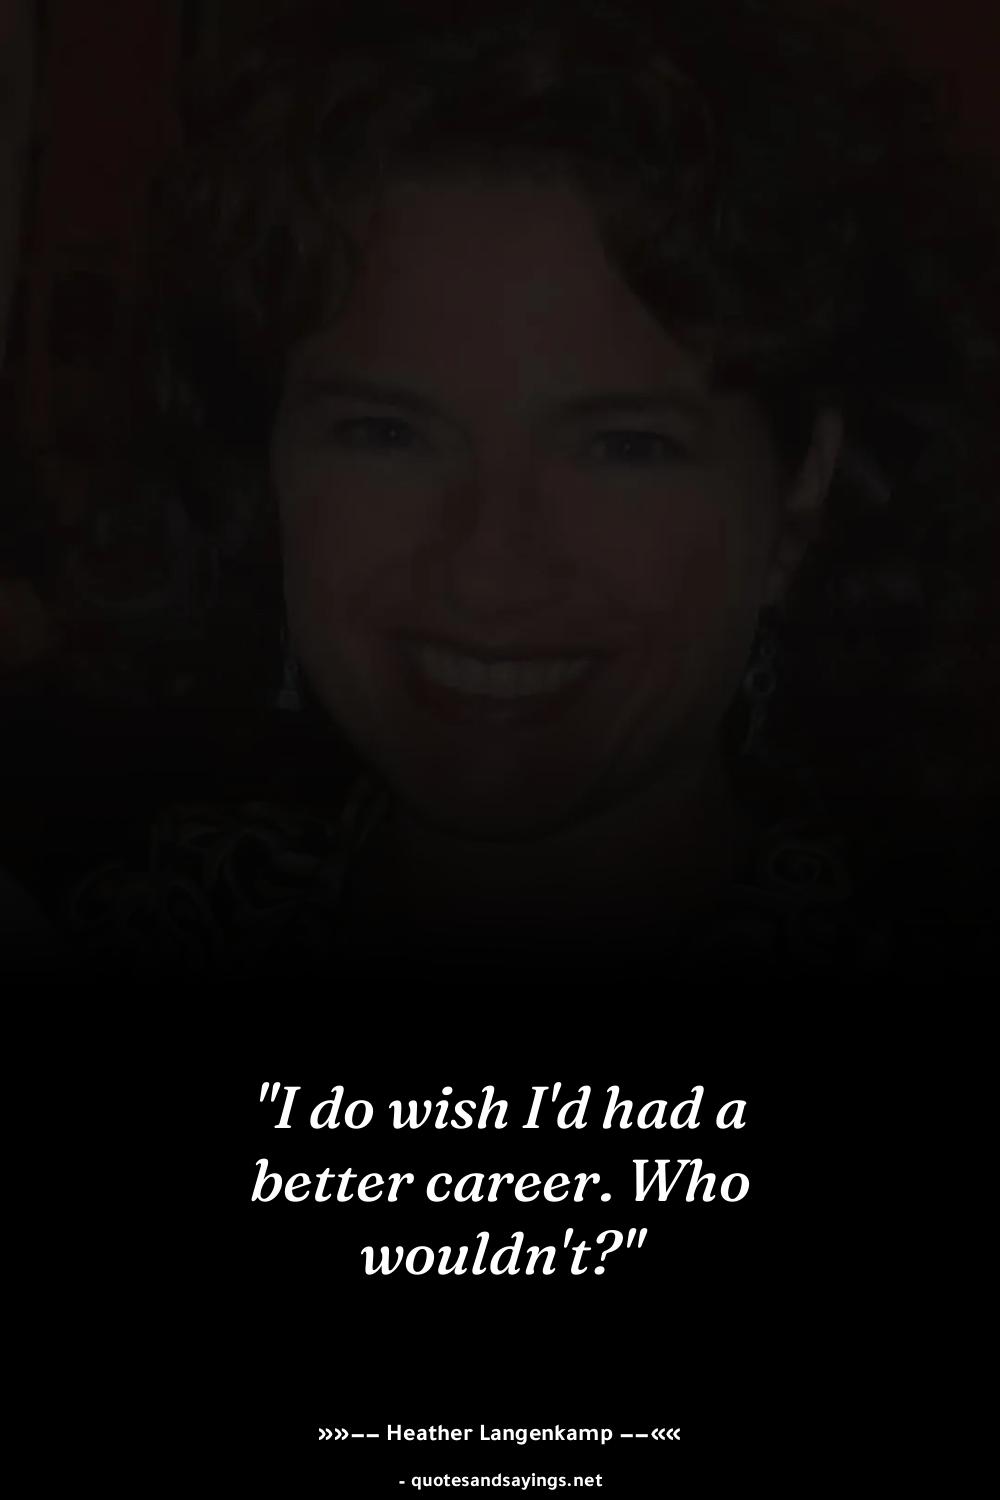 "I do wish I'd had a
better career. Who
wouldn't?"
»»–– Heather Langenkamp ––««
- quotesandsayings.net